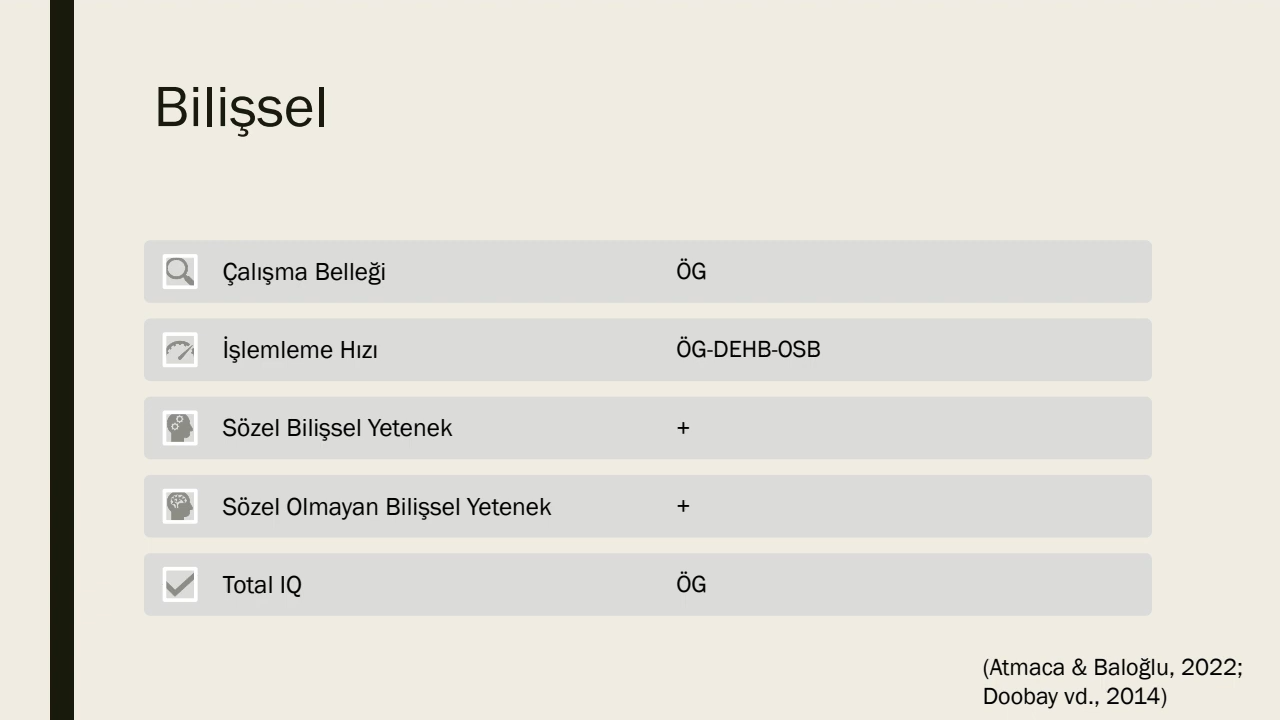 Bilişsel
Çalışma Belleği ÖG
İşlemleme Hızı ÖG-DEHB-OSB
Sözel Bilişsel Yetenek +
Sözel Olmayan Bilişsel Yetenek +
Total IQ ÖG
(Atmaca & Baloğlu, 2022;
Doobay vd., 2014)